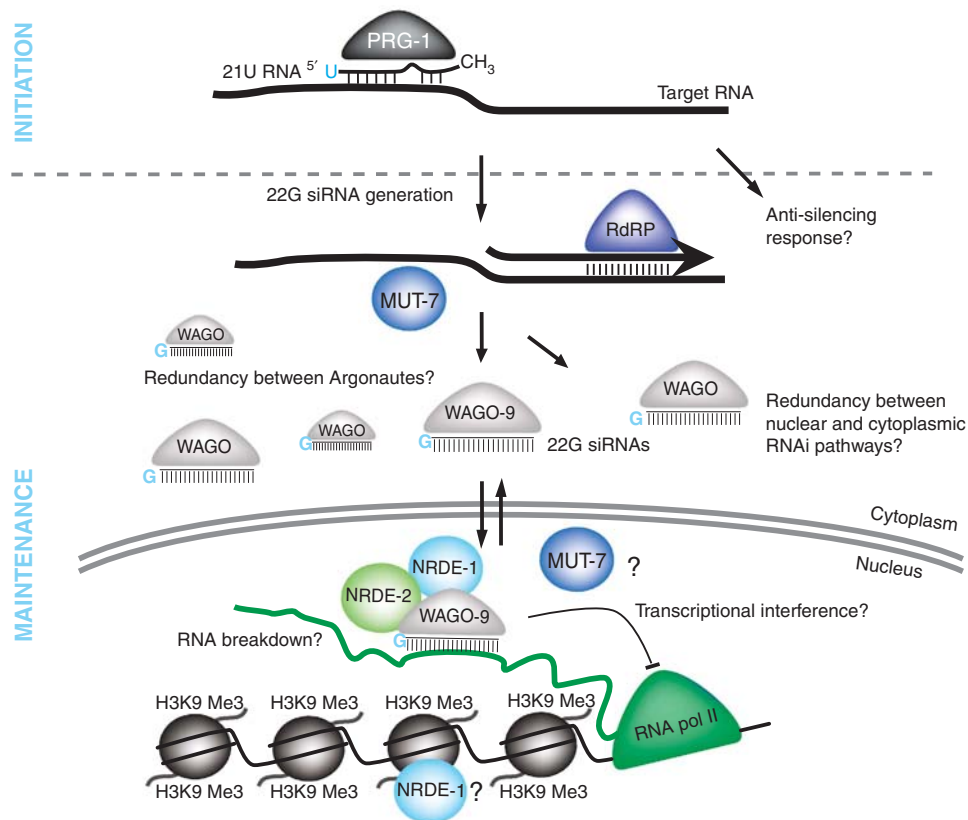 INITIATION
PRG-1
21U RNA 5′ U
CH3
Target RNA
22G siRNA generation
RdRP
Anti-silencing
response?
MUT-7
WAGO
G
Redundancy between Argonautes?
WAGO
G
WAGO
G
WAGO-9
G
22G siRNAs
WAGO
G
Redundancy between
nuclear and cytoplasmic
RNAi pathways?
MAINTENANCE
Cytoplasm
Nucleus
NRDE-1
MUT-7
?
NRDE-2
WAGO-9
G
Transcriptional interference?
RNA breakdown?
H3K9 Me3
H3K9 Me3
H3K9 Me3
H3K9 Me3
RNA pol II
H3K9 Me3
H3K9 Me3
NRDE-1
?
H3K9 Me3